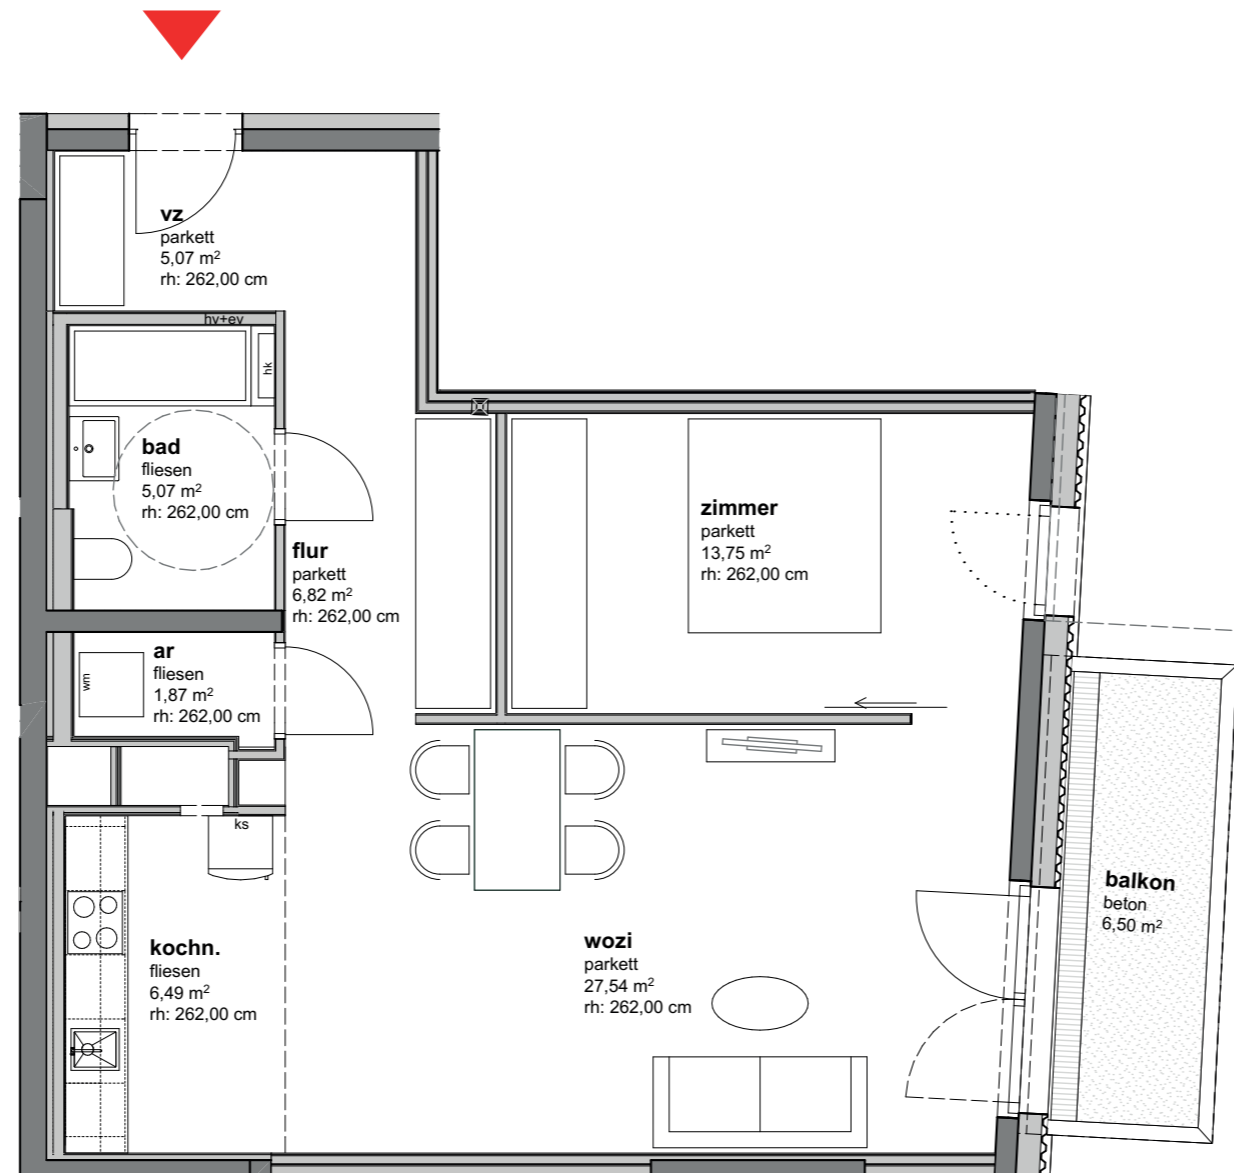 vz
parkett
5,07 m²
rh: 262,00 cm
hv+ev
hk
bad
fliesen
5,07 m²
rh: 262,00 cm
flur
parkett
6,82 m²
rh: 262,00 cm
zimmer
parkett
13,75 m²
rh: 262,00 cm
ar
fliesen
1,87 m²
rh: 262,00 cm
wm
ks
kochn.
fliesen
6,49 m²
rh: 262,00 cm
wozi
parkett
27,54 m²
rh: 262,00 cm
balkon
beton
6,50 m²